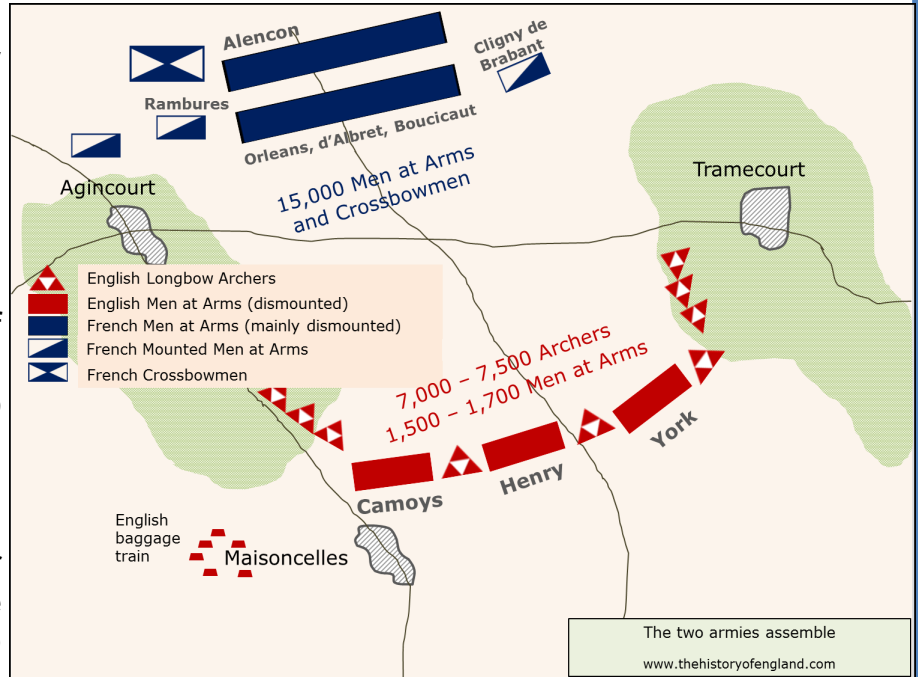 Alencon
Cligny de
Brabant
Rambures
Orleans, d’Albret, Boucicaut
15,000 Men at Arms
and Crossbowmen
Agincourt
Tramecourt
English Longbow Archers
English Men at Arms (dismounted)
French Men at Arms (mainly dismounted)
French Mounted Men at Arms
French Crossbowmen
7,000 – 7,500 Archers
1,500 – 1,700 Men at Arms
York
Henry
Camoys
English
baggage
train
Maisoncelles
The two armies assemble
www.thehistoryofengland.com